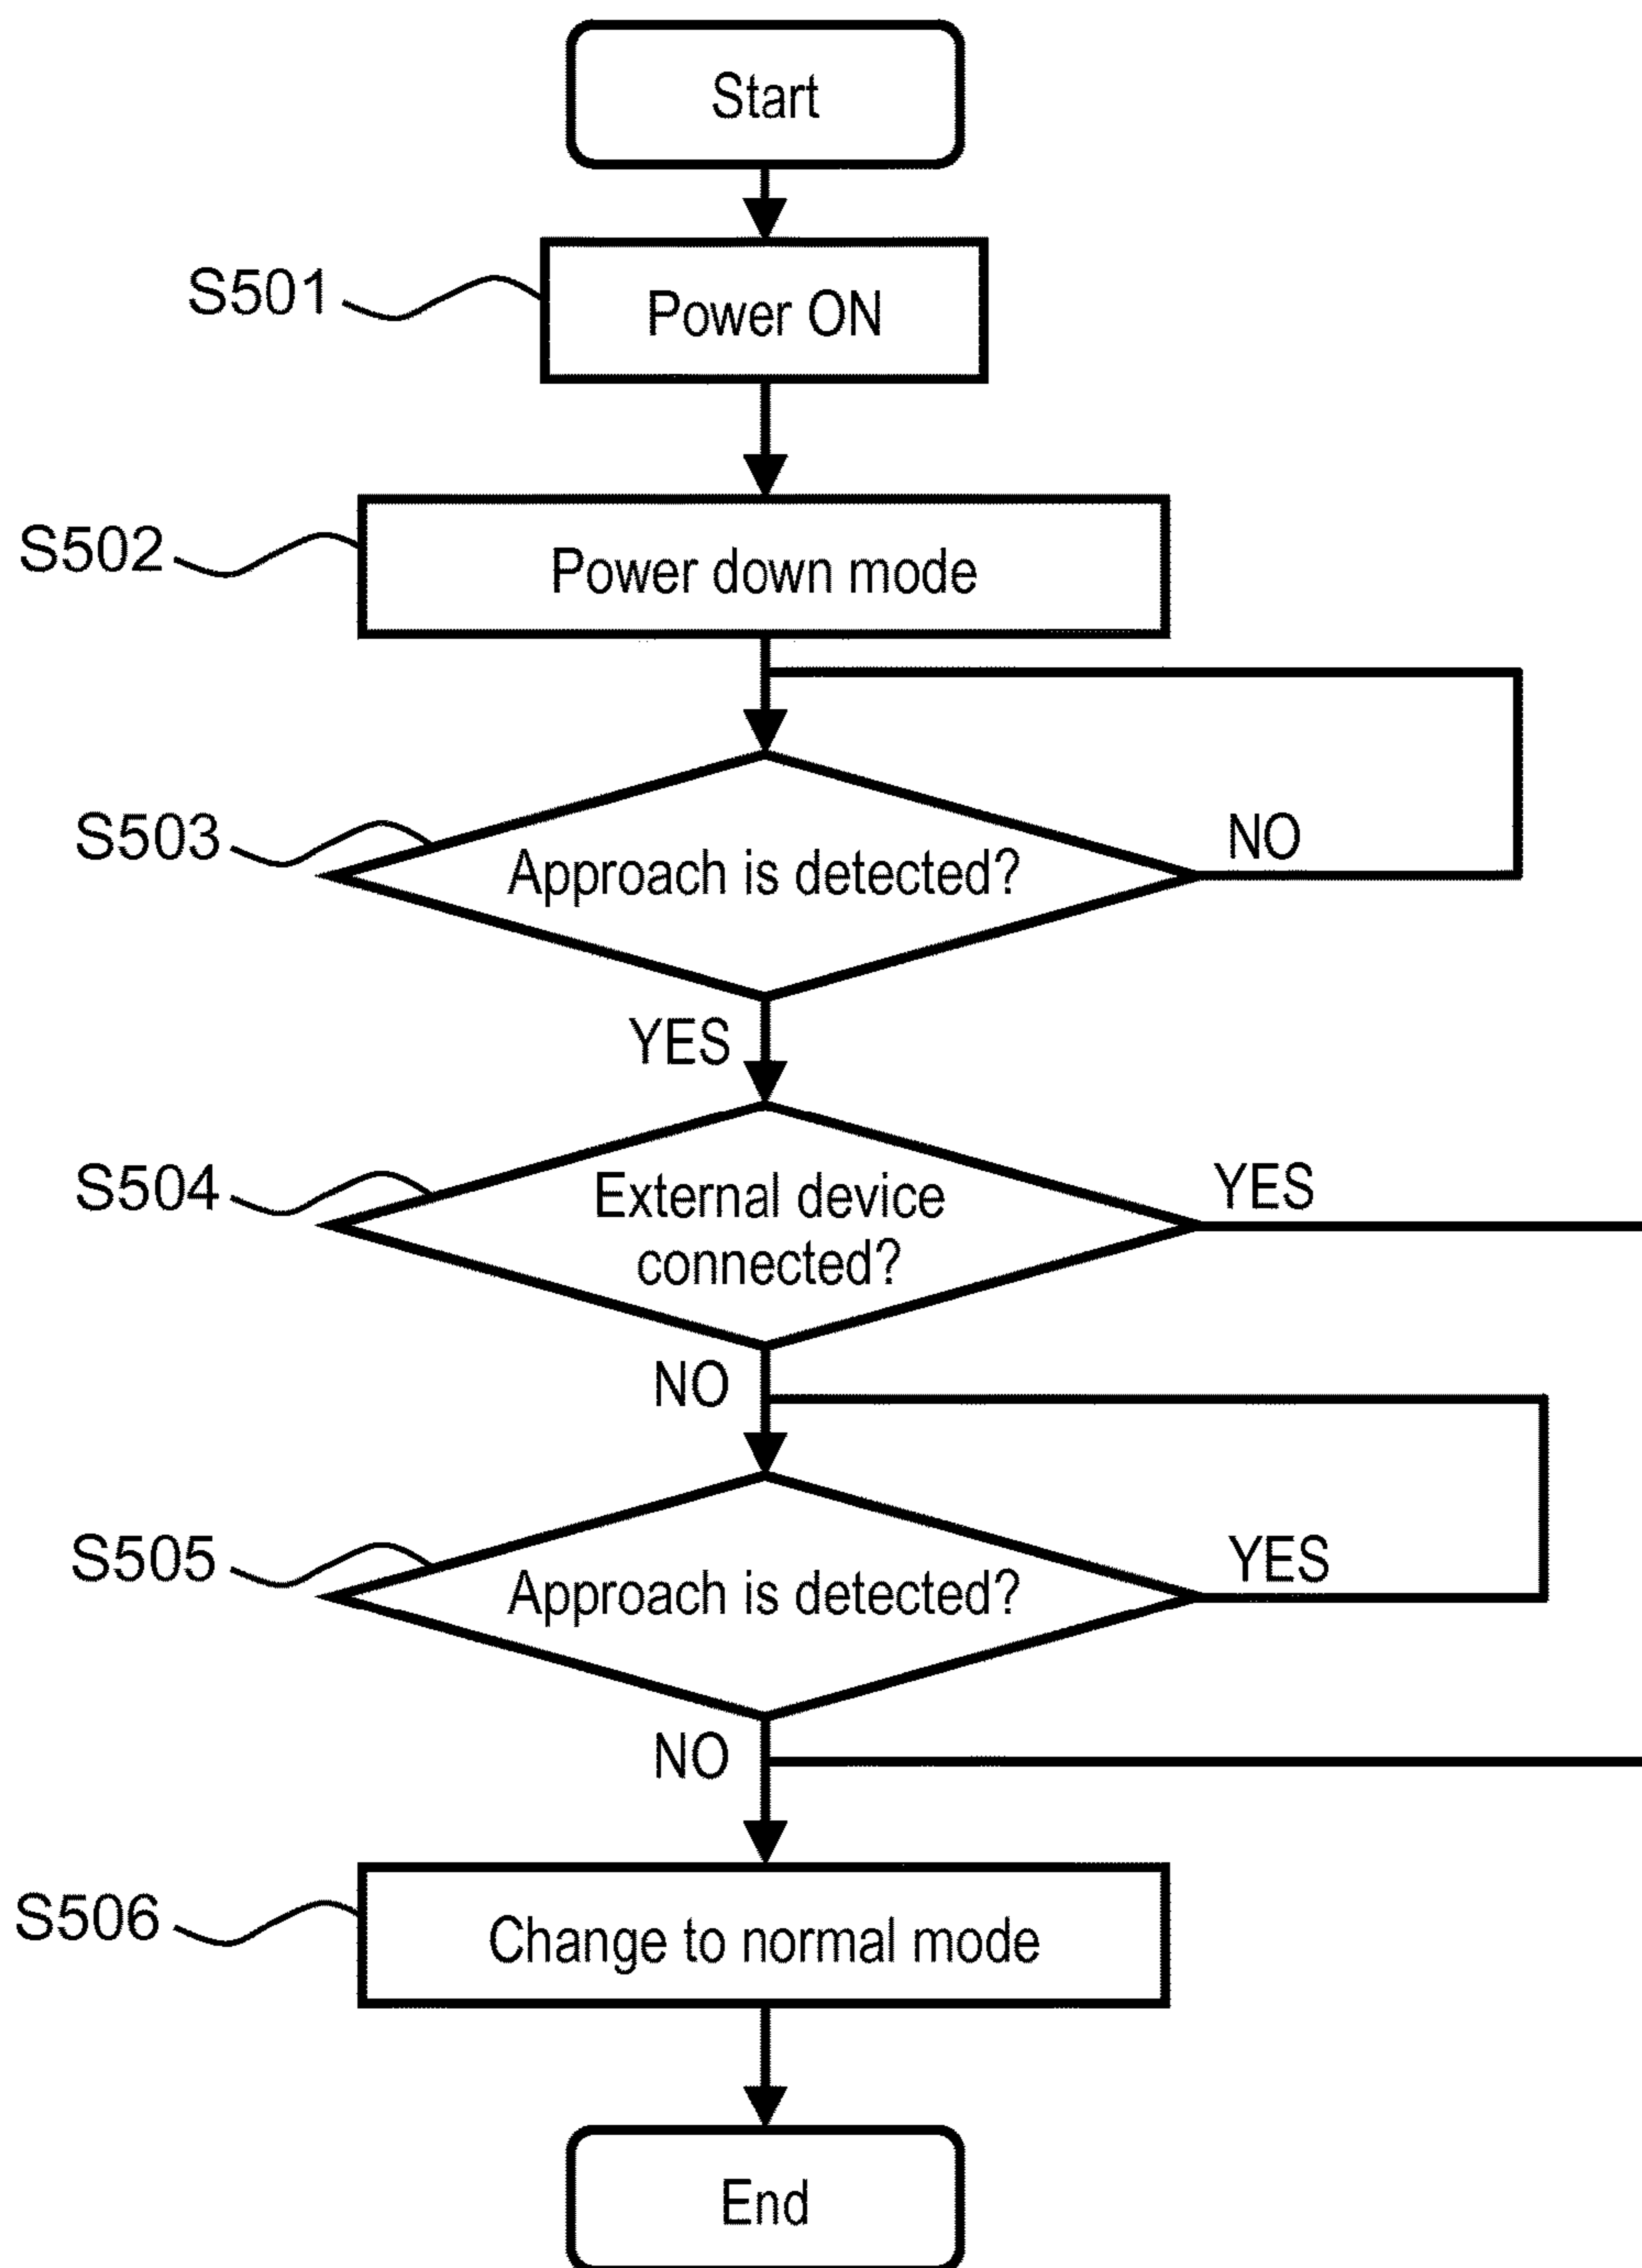 Start
S501
Power ON
S502
Power down mode
S503
Approach is detected?
NO
YES
S504
External device
connected?
YES
NO
S505
Approach is detected?
YES
NO
S506
Change to normal mode
End